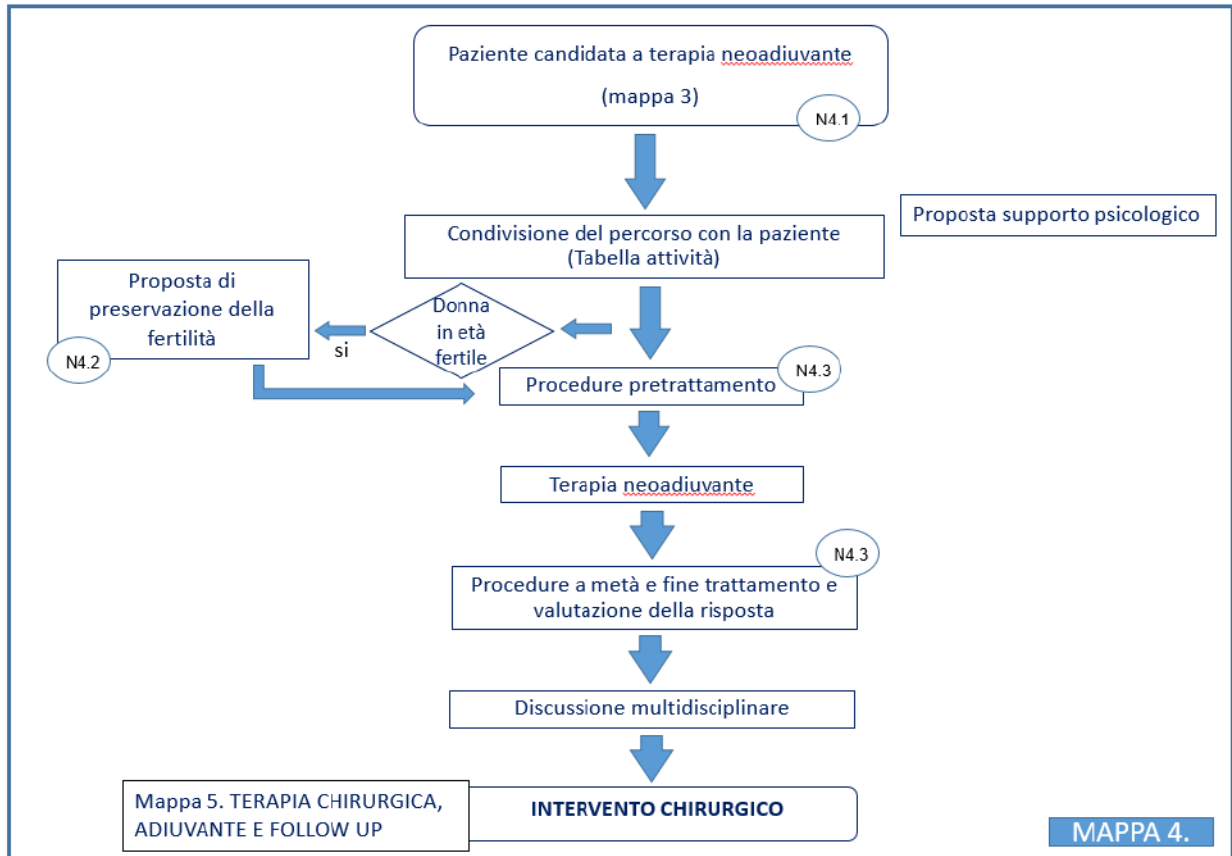 Paziente candidata a terapia neoadiuvante
(mappa 3)
N4.1
Proposta supporto psicologico
Condivisione del percorso con la paziente
(Tabella attività)
Proposta di
preservazione della
fertilità
N4.2
si
Donna
in età
fertile
Procedure pretrattamento
N4.3
Terapia neoadiuvante
N4.3
Procedure a metà e fine trattamento e
valutazione della risposta
Discussione multidisciplinare
Mappa 5. TERAPIA CHIRURGICA,
ADIUVANTE E FOLLOW UP
INTERVENTO CHIRURGICO
MAPPA 4.